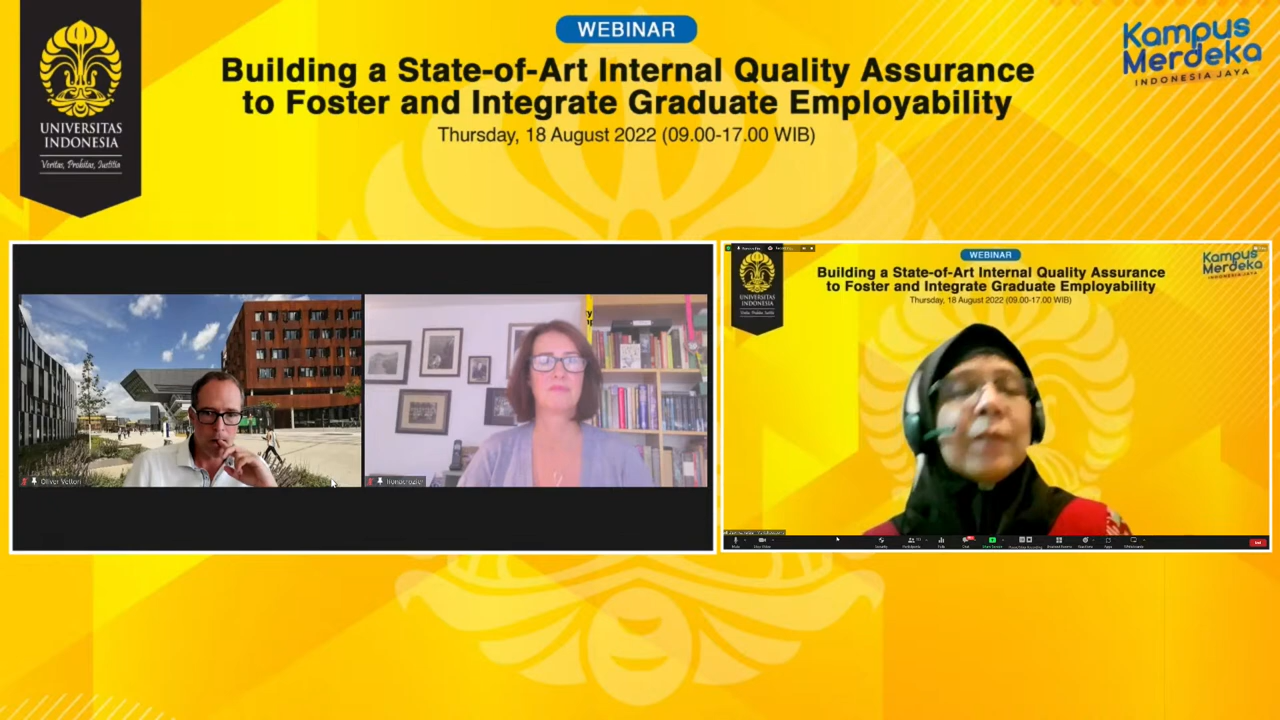 WEBINAR
Building a State-of-Art Internal Quality Assurance
to Foster and Integrate Graduate Employability
Thursday, 18 August 2022 (09.00-17.00 WIB)
UNIVERSITAS
INDONESIA
Veritas, Probitas, Justitia
Kampus
Merdeka
INDONESIA JAYA
Oliver Vettori
WEBINAR
Building a State-of-Art Internal Quality Assurance
to Foster and Integrate Graduate Employability
Thursday, 18 August 2022 (09.00-17.00 WIB)
UNIVERSITAS
INDONESIA
Kampus
Merdeka
INDONESIA JAYA